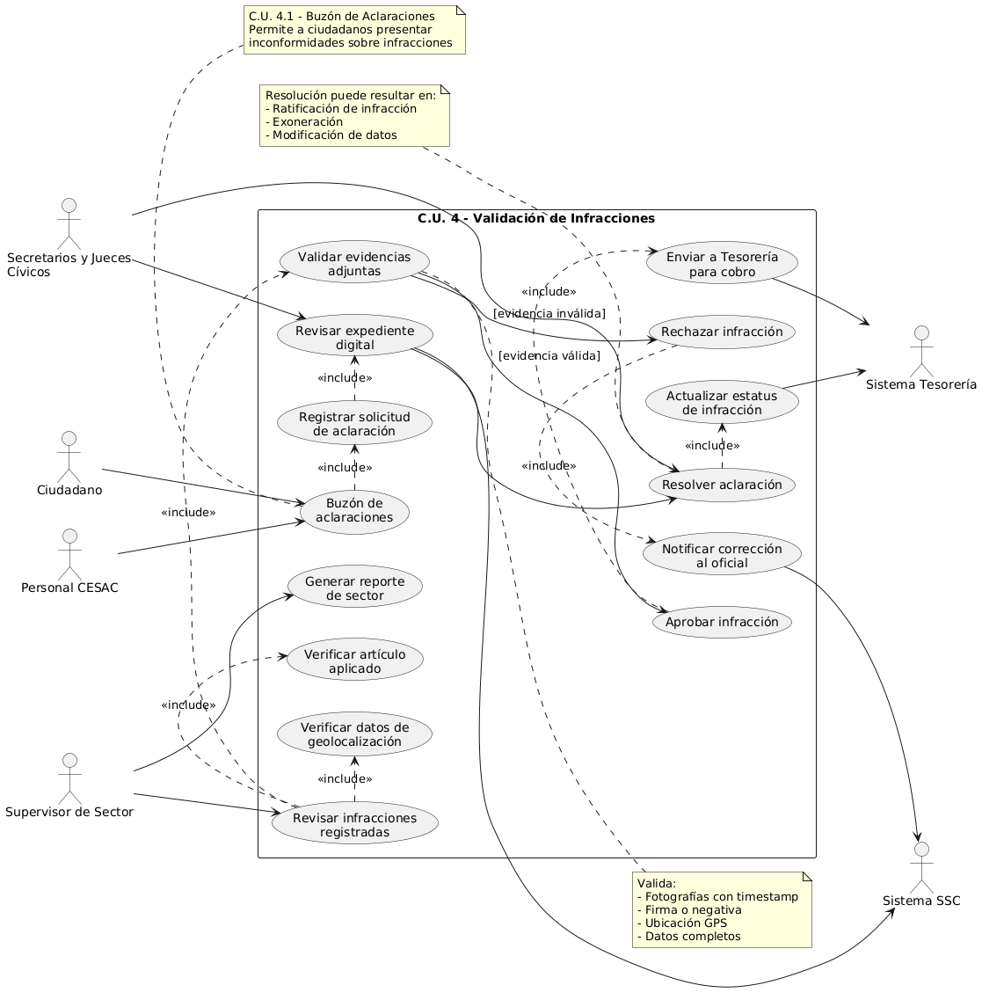 C.U. 4.1 - Buzón de Aclaraciones
Permite a ciudadanos presentar
inconformidades sobre infracciones
Resolución puede resultar en:
- Ratificación de infracción
- Exoneración
- Modificación de datos
Secretarios y Jueces
Cívicos
Ciudadano
Personal CESAC
Supervisor de Sector
C.U. 4 - Validación de Infracciones
Validar evidencias
adjuntas
Revisar expediente
digital
«include»
Registrar solicitud
de aclaración
«include»
Buzón de
aclaraciones
«include»
Generar reporte
de sector
Verificar artículo
aplicado
«include»
Verificar datos de
geolocalización
«include»
Revisar infracciones
registradas
Enviar a Tesorería
para cobro
«include»
[evidencia inválida]
Rechazar infracción
[evidencia válida]
Actualizar estatus
de infracción
«include»
«include»
Resolver aclaración
Notificar corrección
al oficial
Aprobar infracción
Sistema Tesorería
Sistema SSC
Valida:
- Fotografías con timestamp
- Firma o negativa
- Ubicación GPS
- Datos completos